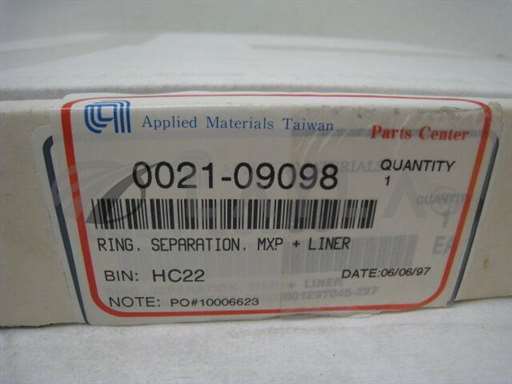 Applied Materials Taiwan Parts Center
0021-09098 QUANTITY
1
RING, SEPARATION, MXP + LINER
BIN: HC22 DATE:06/06/97
NOTE: PO#10006623